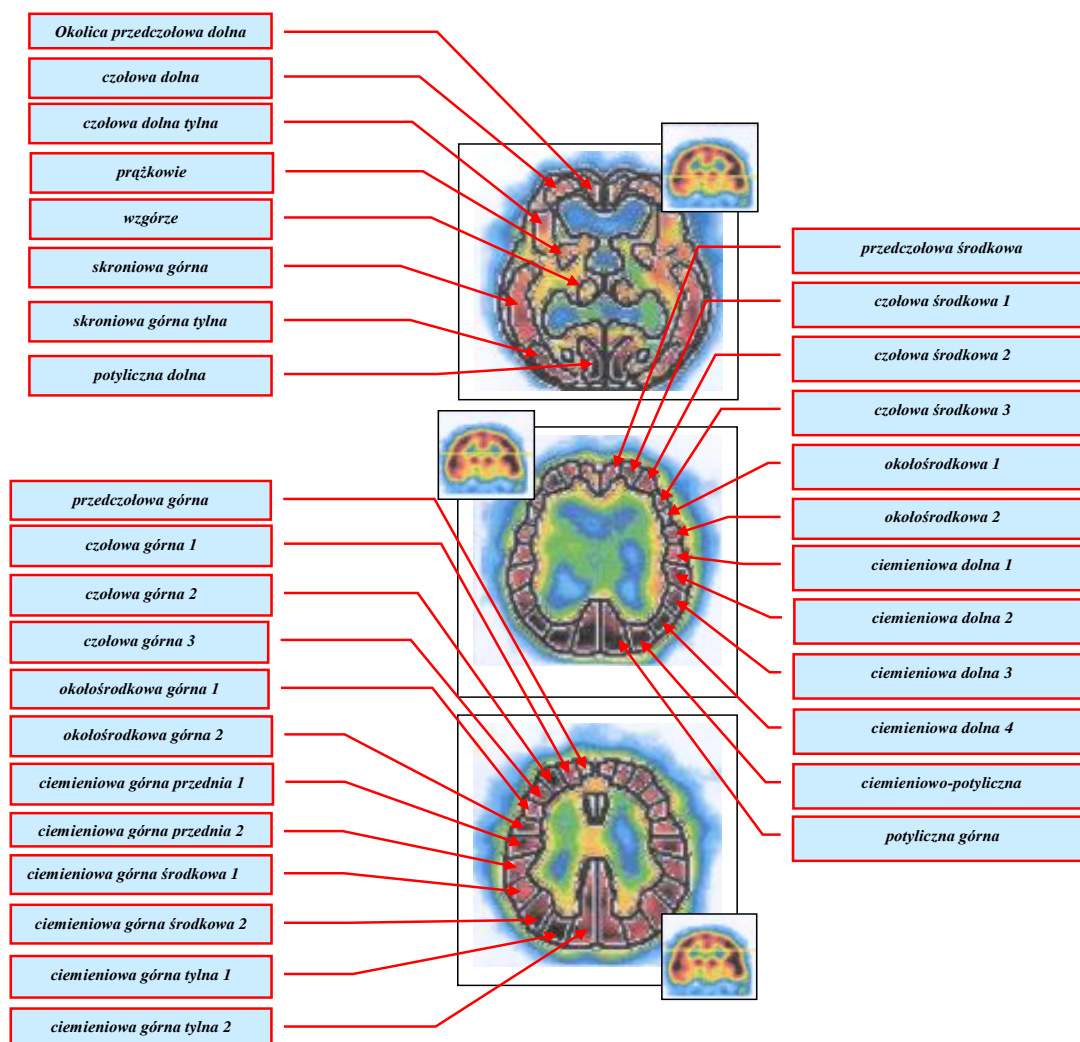 Okolica przedczołowa dolna
czołowa dolna
czołowa dolna tylna
prążkowie
wzgórze
skroniowa górna
skroniowa górna tylna
potyliczna dolna
przedczołowa środkowa
czołowa środkowa 1
czołowa środkowa 2
czołowa środkowa 3
okołośrodkowa 1
okołośrodkowa 2
ciemieniowa dolna 1
ciemieniowa dolna 2
ciemieniowa dolna 3
ciemieniowa dolna 4
ciemieniowo-potyliczna
potyliczna górna
przedczołowa górna
czołowa górna 1
czołowa górna 2
czołowa górna 3
okołośrodkowa górna 1
okołośrodkowa górna 2
ciemieniowa górna przednia 1
ciemieniowa górna przednia 2
ciemieniowa górna środkowa 1
ciemieniowa górna środkowa 2
ciemieniowa górna tylna 1
ciemieniowa górna tylna 2